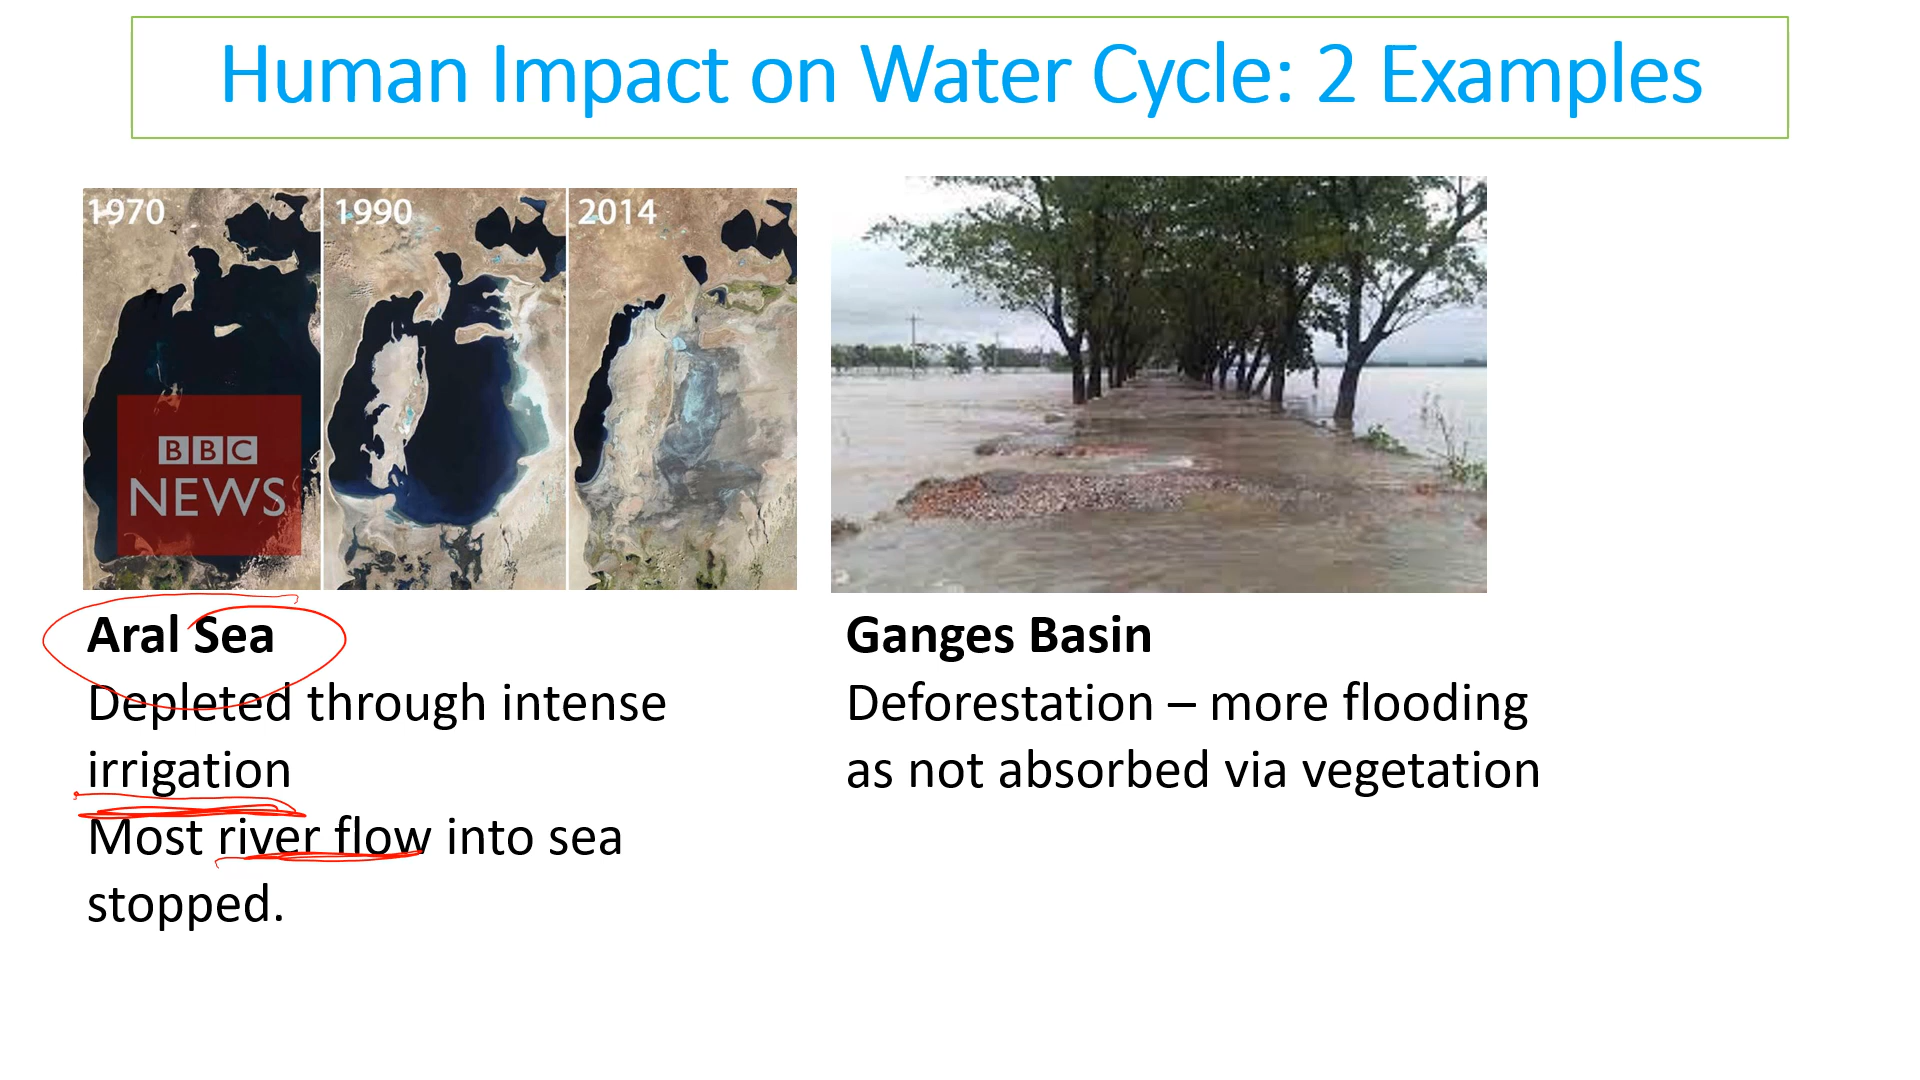 Human Impact on Water Cycle: 2 Examples
1970
1990
2014
BBC
NEWS
Aral Sea
Depleted through intense
irrigation
Most river flow into sea
stopped.
Ganges Basin
Deforestation – more flooding
as not absorbed via vegetation